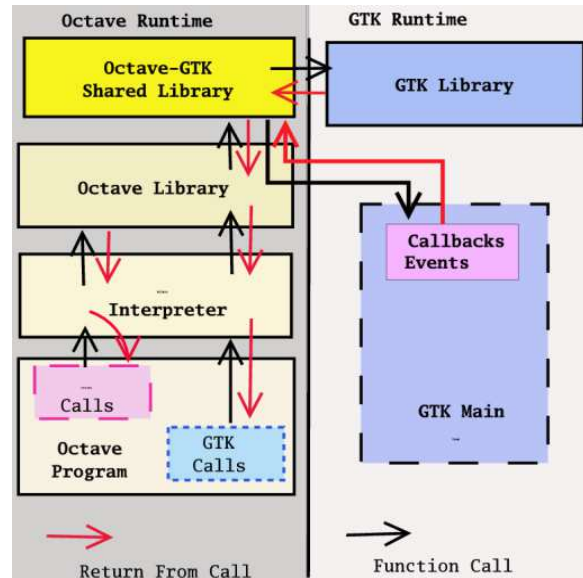 Octave Runtime
GTK Runtime
Octave-GTK
Shared Library
GTK Library
Octave Library
Callbacks
Events
Interpreter
Calls
GTK Main
Octave
Program
GTK
Calls
Return From Call
Function Call